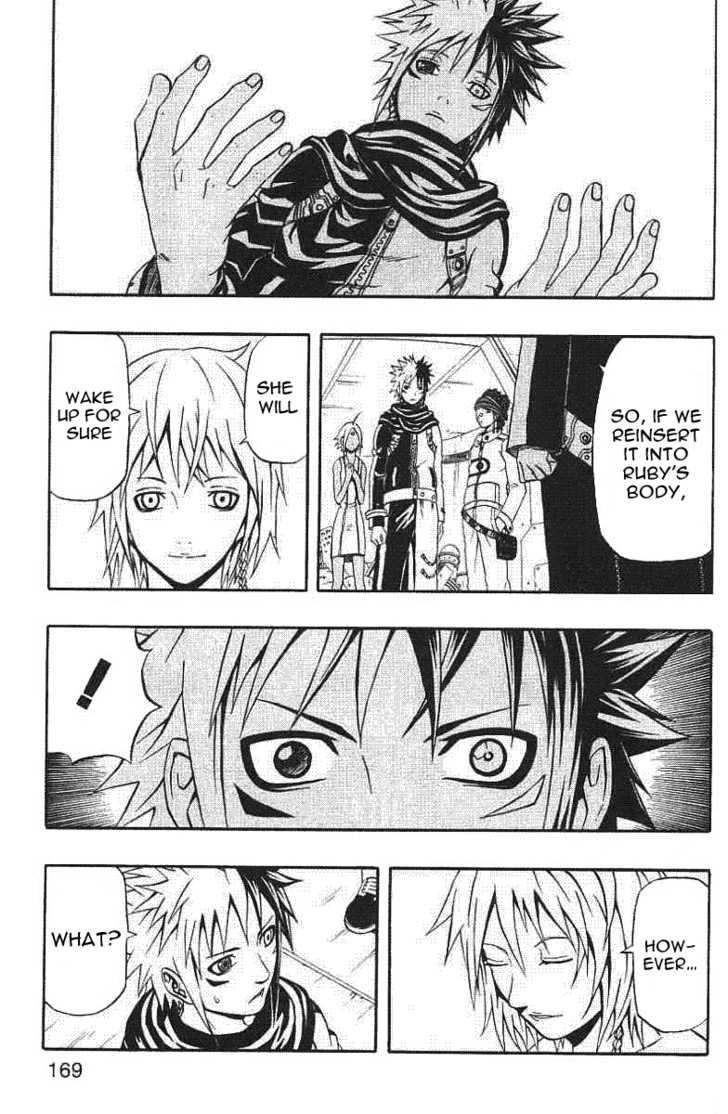 SO, IF WE
REINSERT
IT INTO
RUBY'S
BODY,
SHE
WILL
WAKE
UP FOR
SURE
!
HOW-
EVER...
WHAT?
169